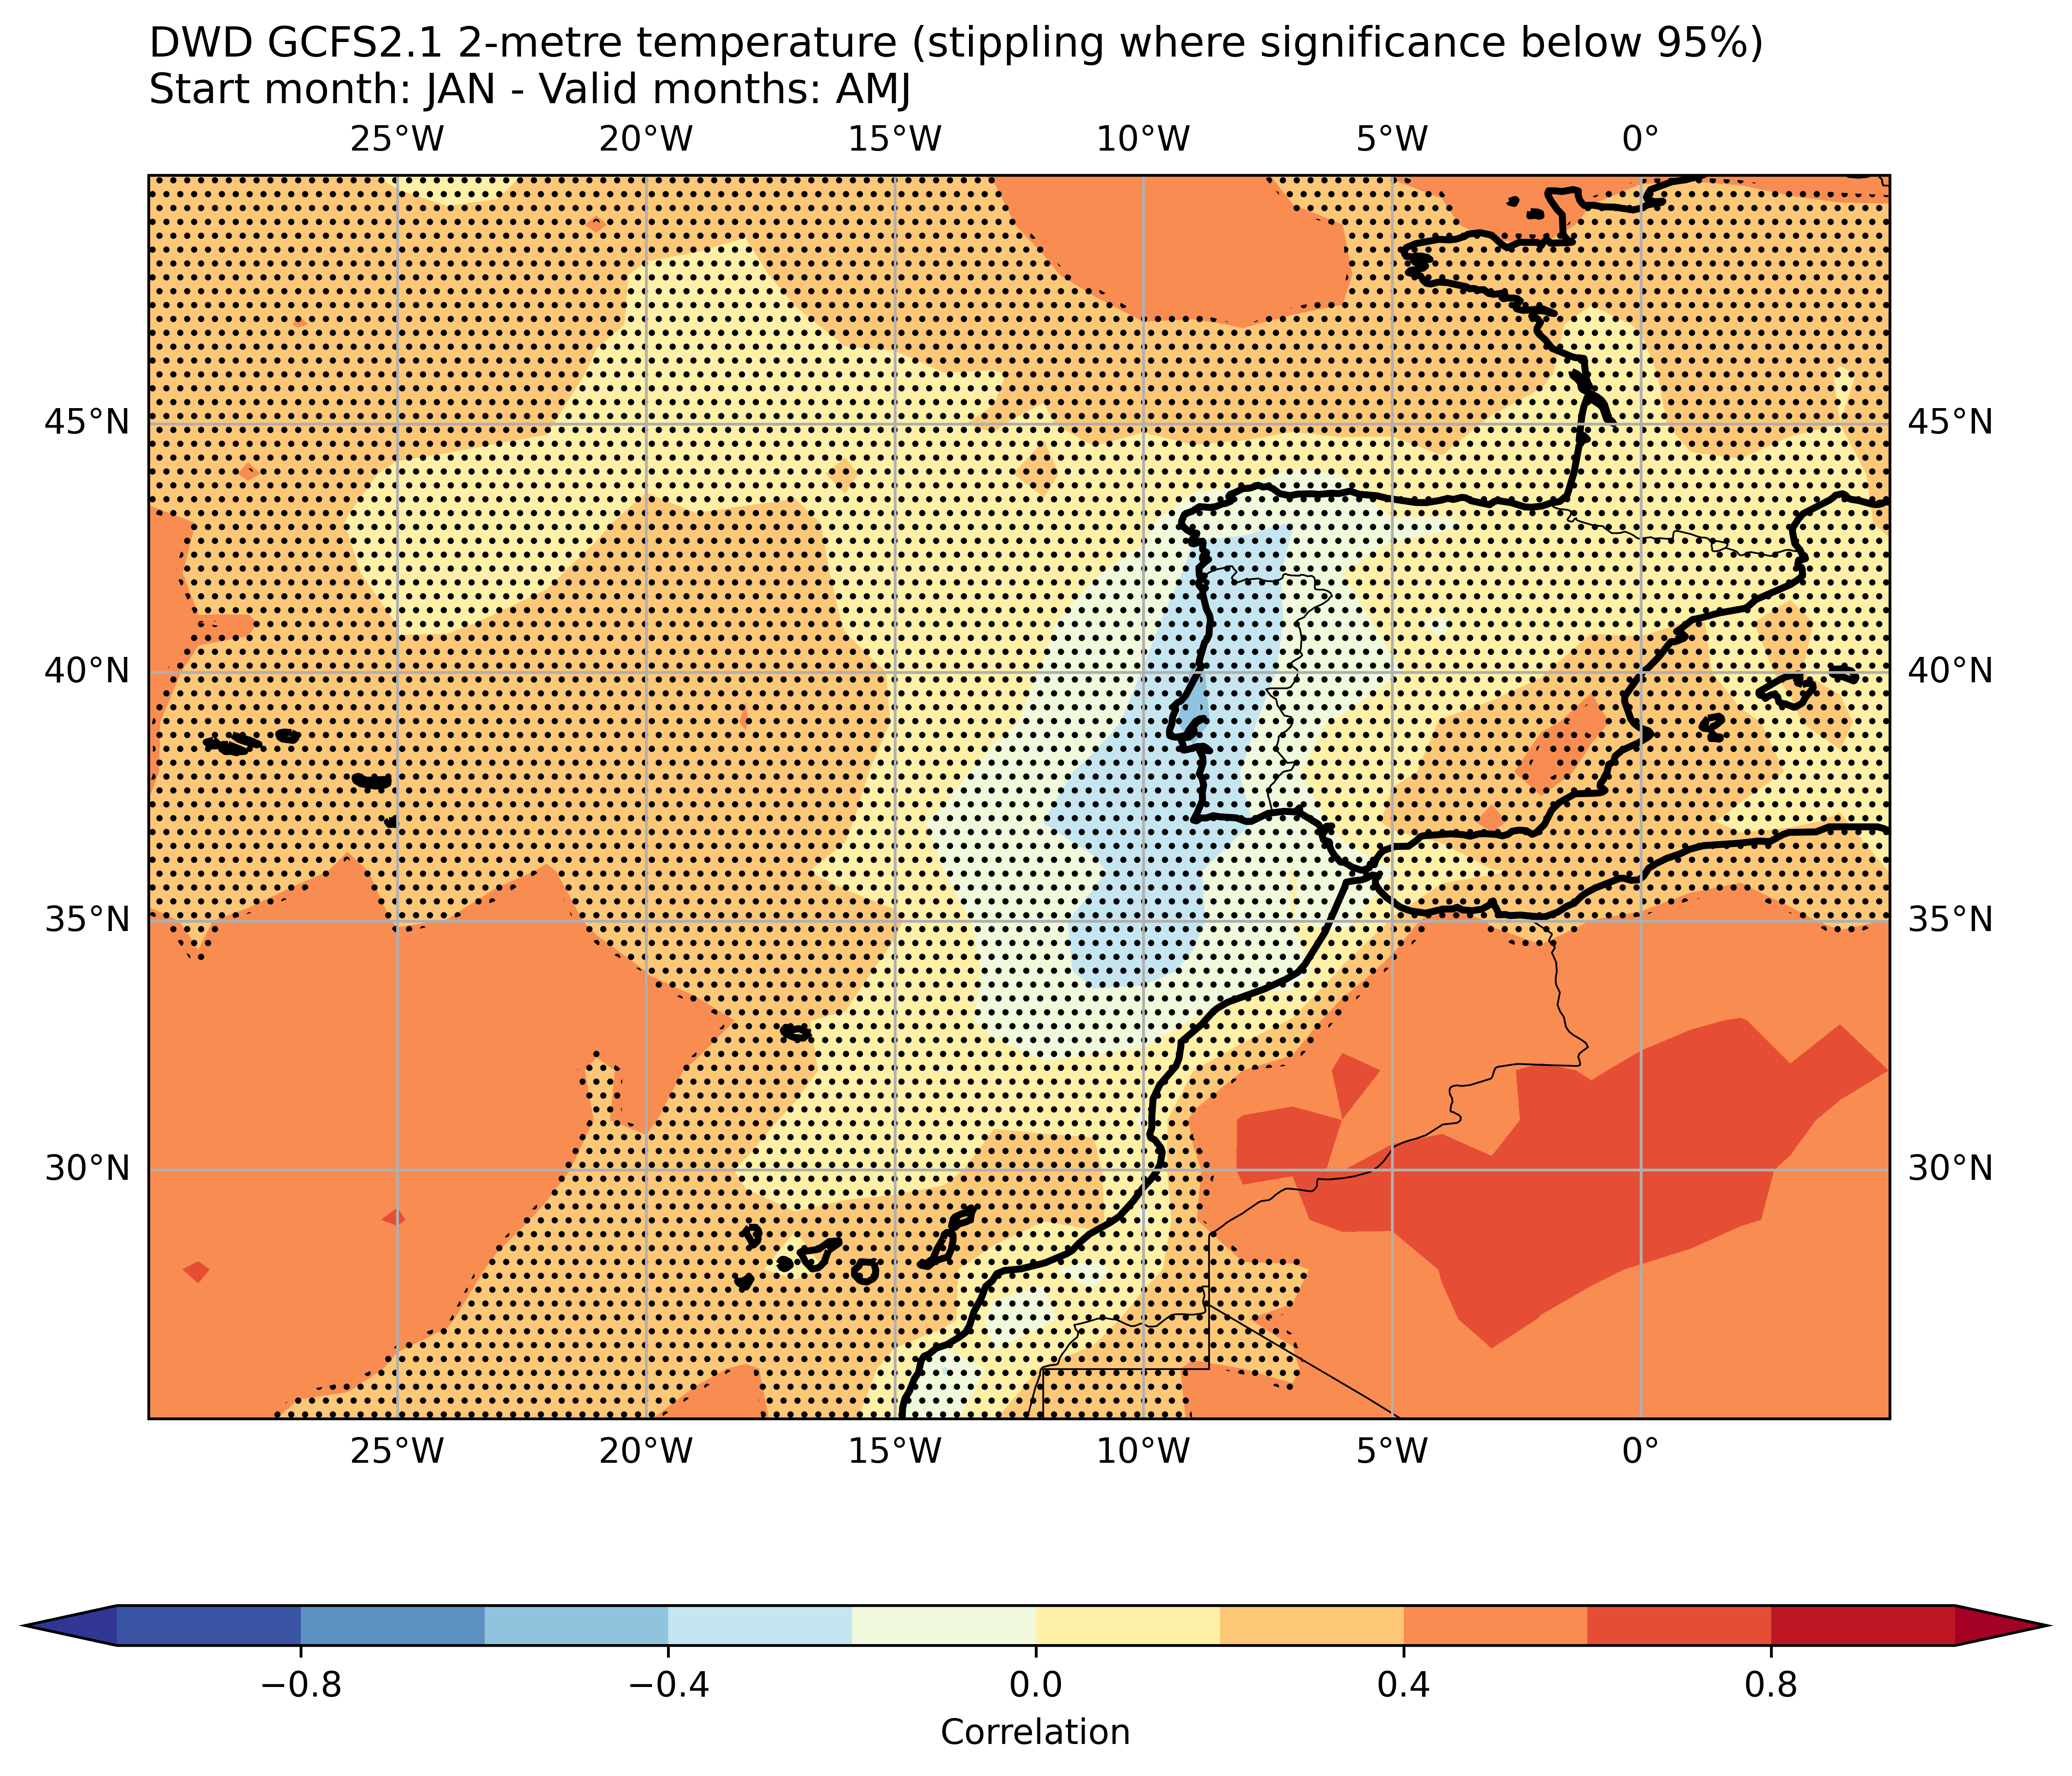 DWD GCFS2.1 2-metre temperature (stippling where significance below 95%)
Start month: JAN - Valid months: AMJ
25°W 20°W 15°W 10°W 5°W 0°
45°N 45°N
40°N 40°N
35°N 35°N
30°N 30°N
25°W 20°W 15°W 10°W 5°W 0°
−0.8 −0.4 0.0 0.4 0.8
Correlation